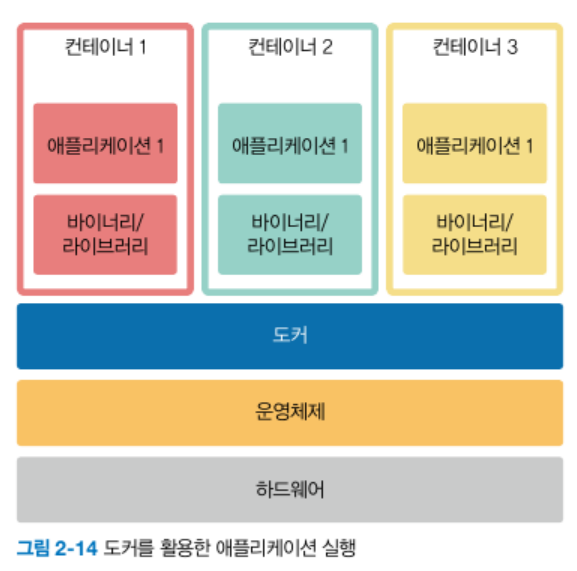 컨테이너 1
컨테이너 2
컨테이너 3
애플리케이션 1
애플리케이션 1
애플리케이션 1
바이너리/
라이브러리
바이너리/
라이브러리
바이너리/
라이브러리
도커
운영체제
하드웨어
그림 2-14 도커를 활용한 애플리케이션 실행